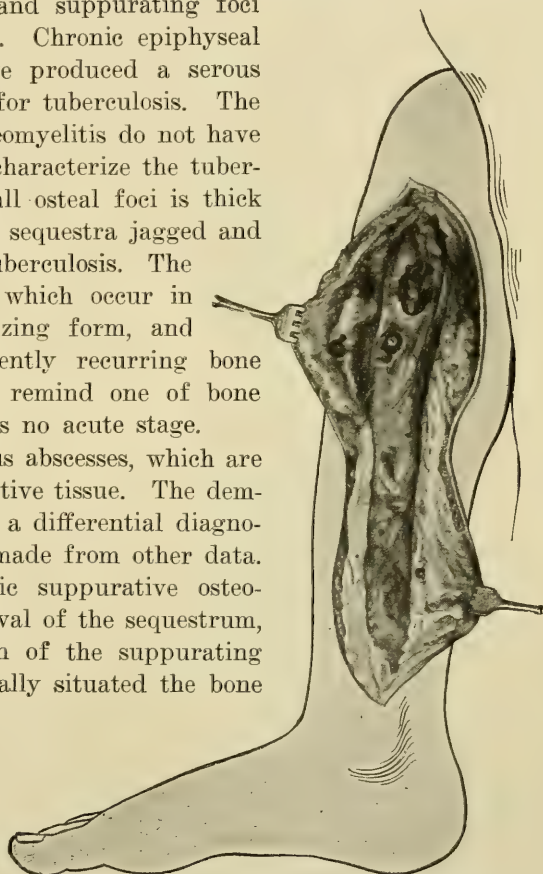 and suppurating foci
. Chronic epiphyseal
e produced a serous
for tuberculosis. The
eomyelitis do not have
characterize the tuber-
all osteal foci is thick
sequestra jagged and
uberculosis. The
which occur in
zing form, and
ently recurring bone
remind one of bone
s no acute stage.
us abscesses, which are
tive tissue. The dem-
a differential diagno-
made from other data.
ic suppurative osteo-
val of the sequestrum,
n of the suppurating
ally situated the bone